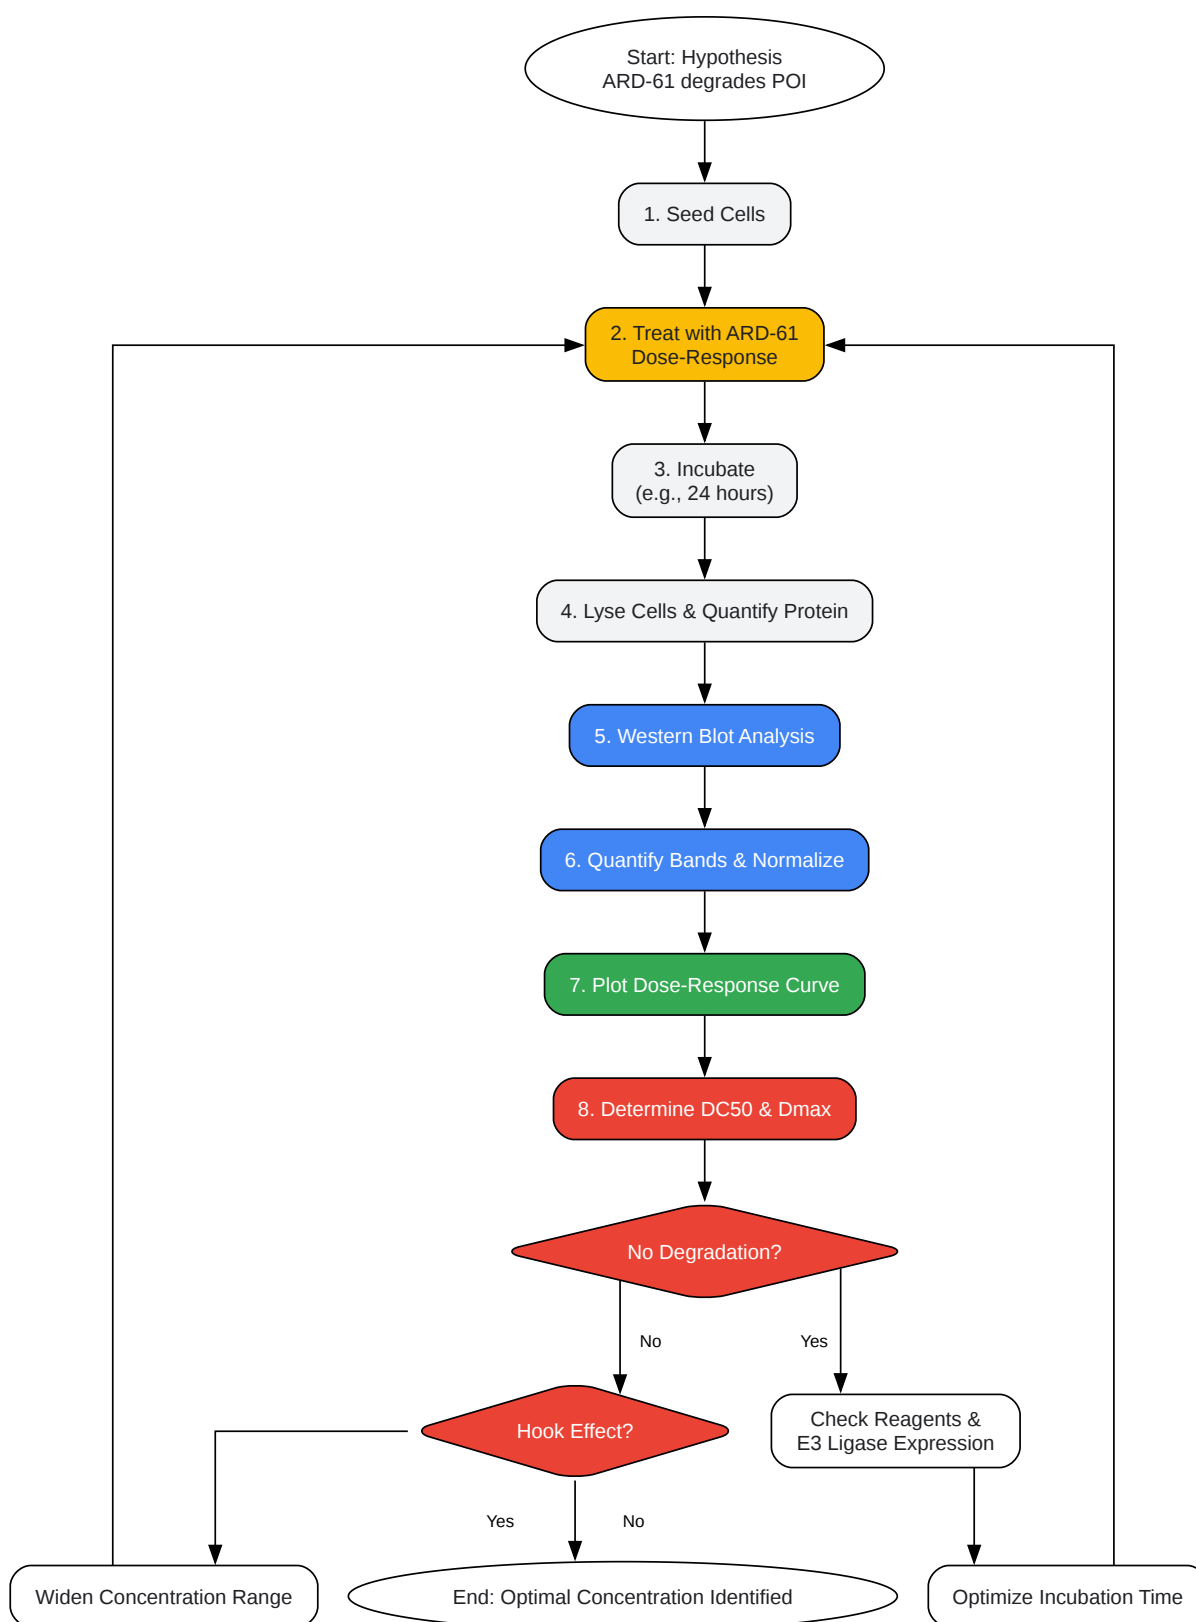 Start: Hypothesis
ARD-61 degrades POI
1. Seed Cells
2. Treat with ARD-61
Dose-Response
3. Incubate
(e.g., 24 hours)
4. Lyse Cells & Quantify Protein
5. Western Blot Analysis
6. Quantify Bands & Normalize
7. Plot Dose-Response Curve
8. Determine DC50 & Dmax
No Degradation?
No
Yes
Hook Effect?
Check Reagents &
E3 Ligase Expression
Yes
No
Widen Concentration Range
End: Optimal Concentration Identified
Optimize Incubation Time